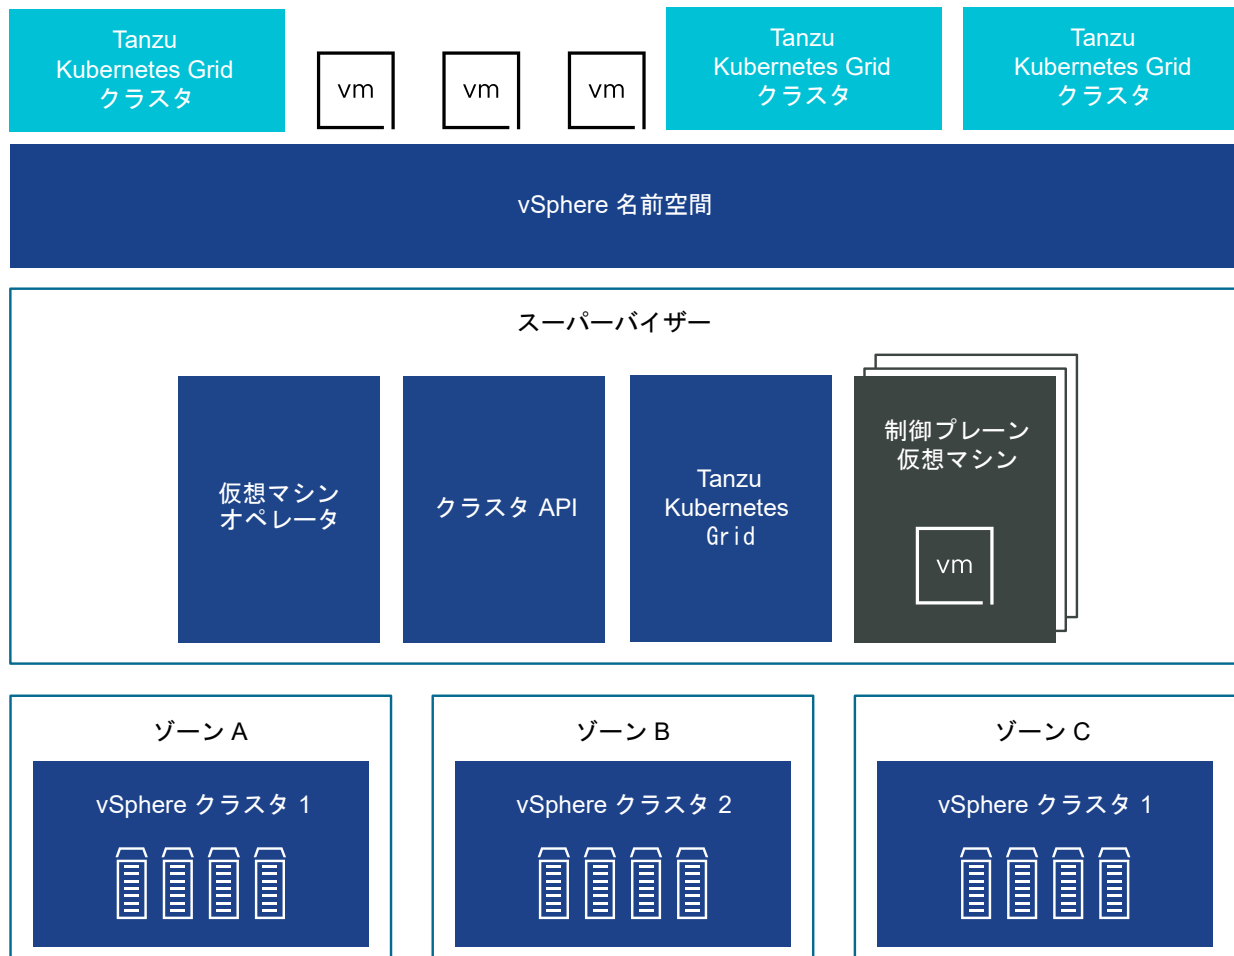 Tanzu
Kubernetes Grid
クラスタ
vm
vm
vm
Tanzu
Kubernetes Grid
クラスタ
Tanzu
Kubernetes Grid
クラスタ
vSphere 名前空間
スーパーバイザー
仮想マシン
オペレータ
クラスタ API
Tanzu
Kubernetes
Grid
制御プレーン
仮想マシン
vm
ゾーン A
vSphere クラスタ 1
ゾーン B
vSphere クラスタ 2
ゾーン C
vSphere クラスタ 1